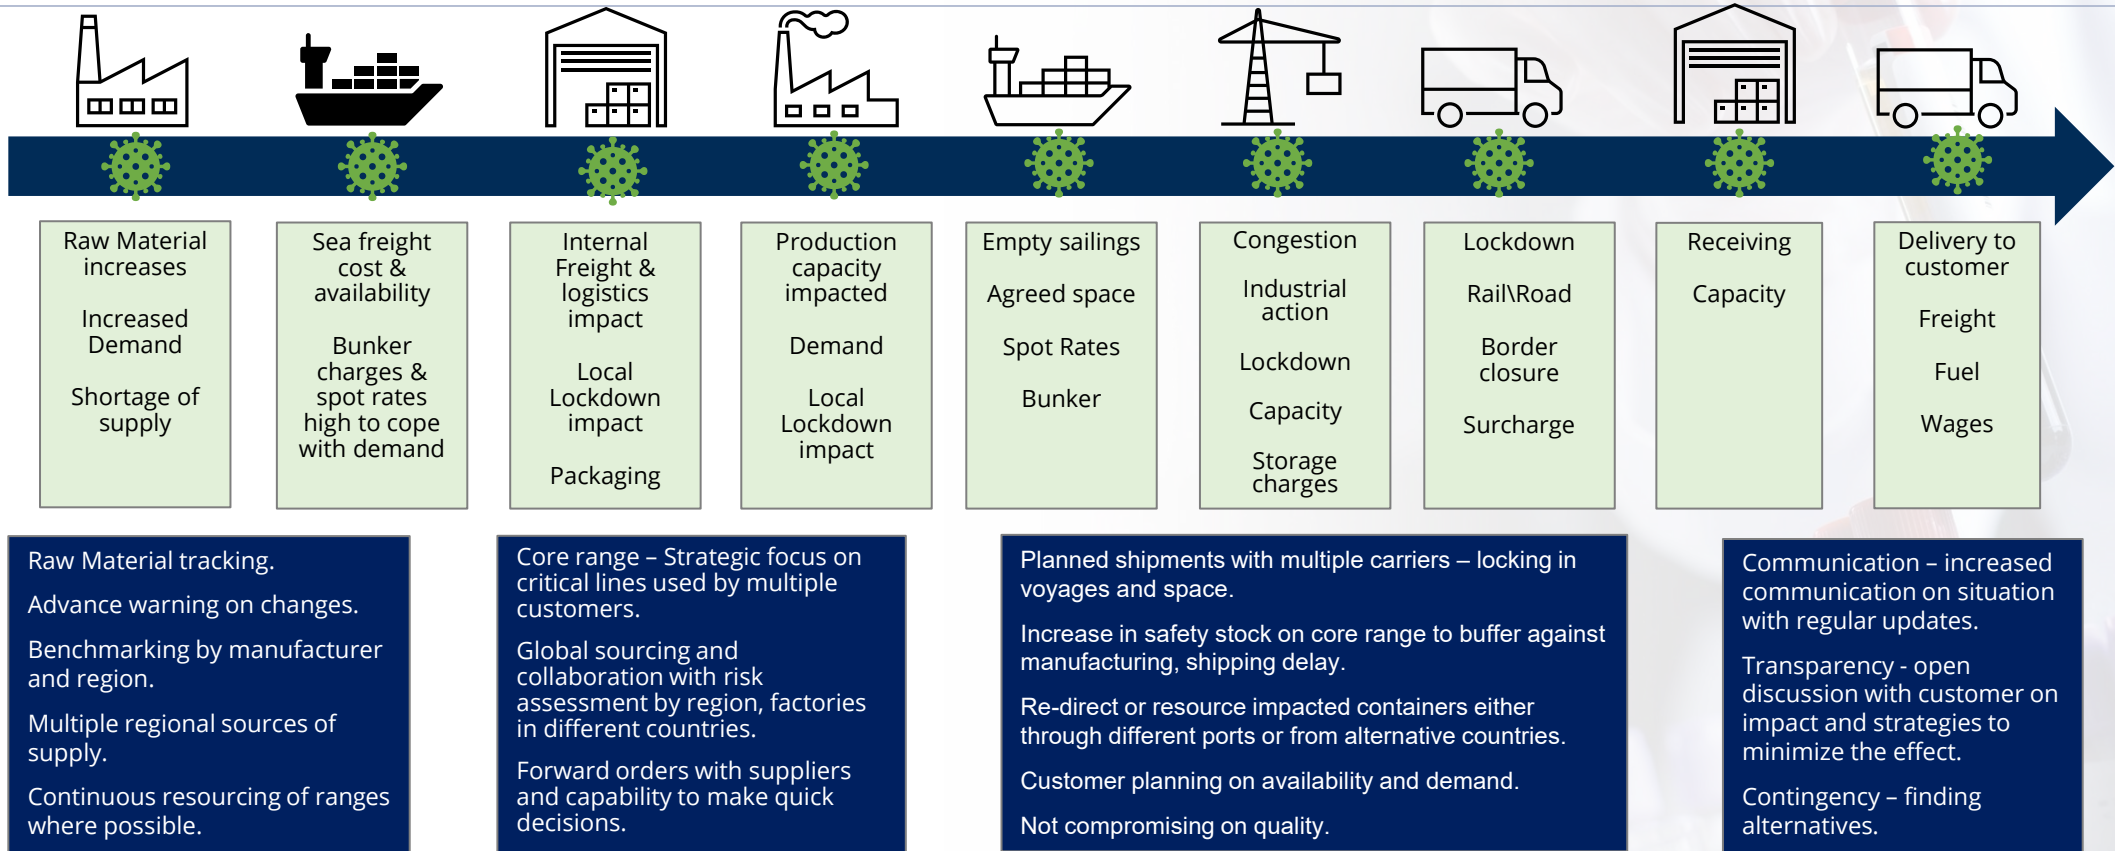 Raw Material
increases
Increased
Demand
Shortage of
supply
Sea freight
cost &
availability
Bunker
charges &
spot rates
high to cope
with demand
Internal
Freight &
logistics
impact
Local
Lockdown
impact
Packaging
Production
capacity
impacted
Demand
Local
Lockdown
impact
Empty sailings
Agreed space
Spot Rates
Bunker
Congestion
Industrial
action
Lockdown
Capacity
Storage
charges
Lockdown
Rail\Road
Border
closure
Surcharge
Receiving
Capacity
Delivery to
customer
Freight
Fuel
Wages
Raw Material tracking.
Advance warning on changes.
Benchmarking by manufacturer
and region.
Multiple regional sources of
supply.
Continuous resourcing of ranges
where possible.
Core range – Strategic focus on
critical lines used by multiple
customers.
Global sourcing and
collaboration with risk
assessment by region, factories
in different countries.
Forward orders with suppliers
and capability to make quick
decisions.
Planned shipments with multiple carriers – locking in
voyages and space.
Increase in safety stock on core range to buffer against
manufacturing, shipping delay.
Re-direct or resource impacted containers either
through different ports or from alternative countries.
Customer planning on availability and demand.
Not compromising on quality.
Communication – increased
communication on situation
with regular updates.
Transparency - open
discussion with customer on
impact and strategies to
minimize the effect.
Contingency – finding
alternatives.